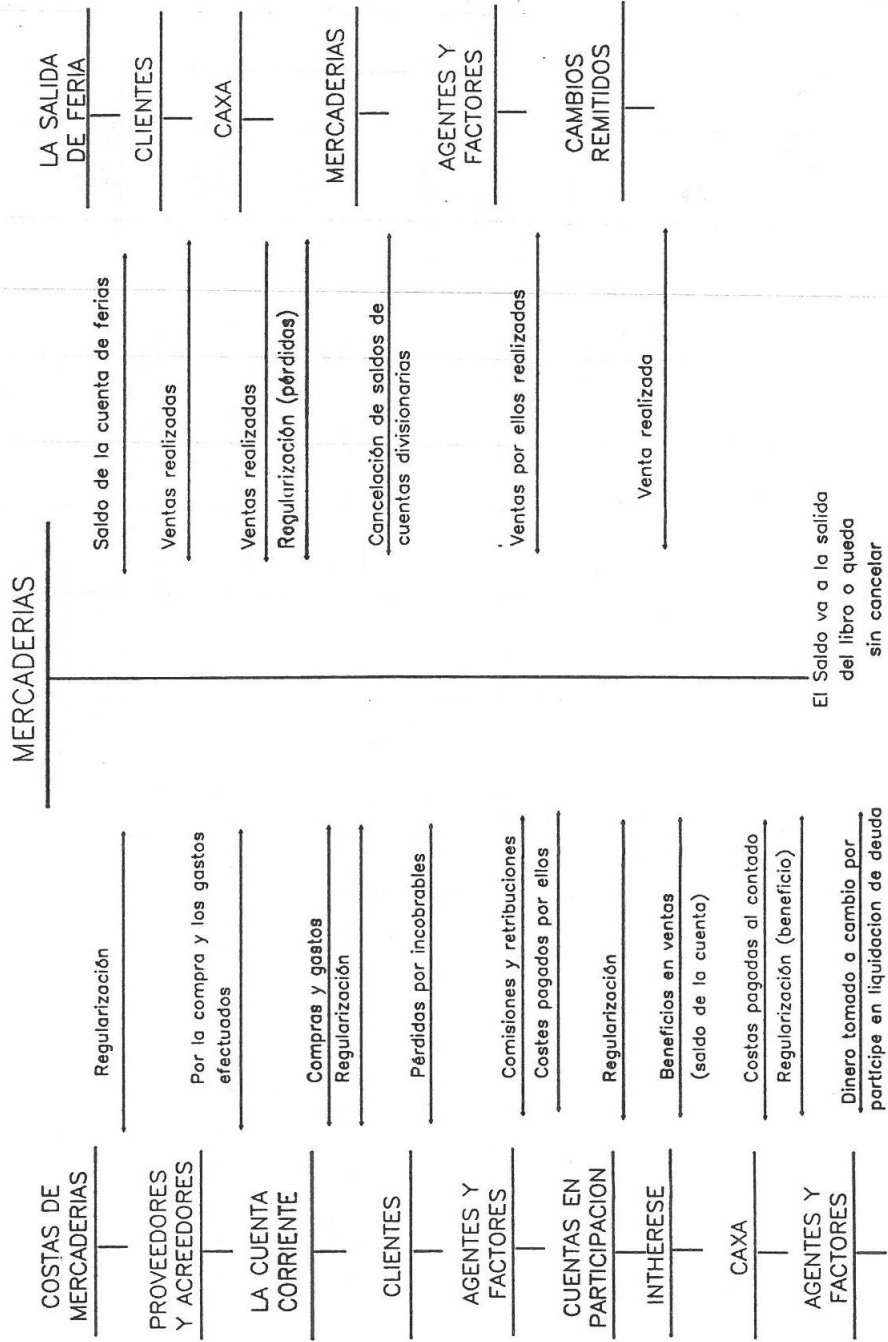 MERCADERIAS
COSTAS DE
MERCADERIAS
Regularización
PROVEEDORES
Y ACREEDORES
Por la compra y los gastos
efectuados
LA CUENTA
CORRIENTE
Compras y gastos
Regularización
CLIENTES
Pérdidas por incobrables
AGENTES Y
FACTORES
Comisiones y retribuciones
Costes pagados por ellos
CUENTAS EN
PARTICIPACION
Regularización
INTHERESE
Beneficios en ventas
(saldo de la cuenta)
CAXA
Costas pagadas al contado
Regularización (beneficio)
AGENTES Y
FACTORES
Dinero tomado a cambio por
partícipe en liquidacion de deuda
Saldo de la cuenta de ferias
LA SALIDA
DE FERIA
Ventas realizadas
CLIENTES
Ventas realizadas
Regularización (pérdidas)
CAXA
Cancelación de saldos de
cuentas divisionarias
MERCADERIAS
Ventas por ellos realizadas
AGENTES Y
FACTORES
Venta realizada
CAMBIOS
REMITIDOS
El Saldo va a la salida
del libro o queda
sin cancelar